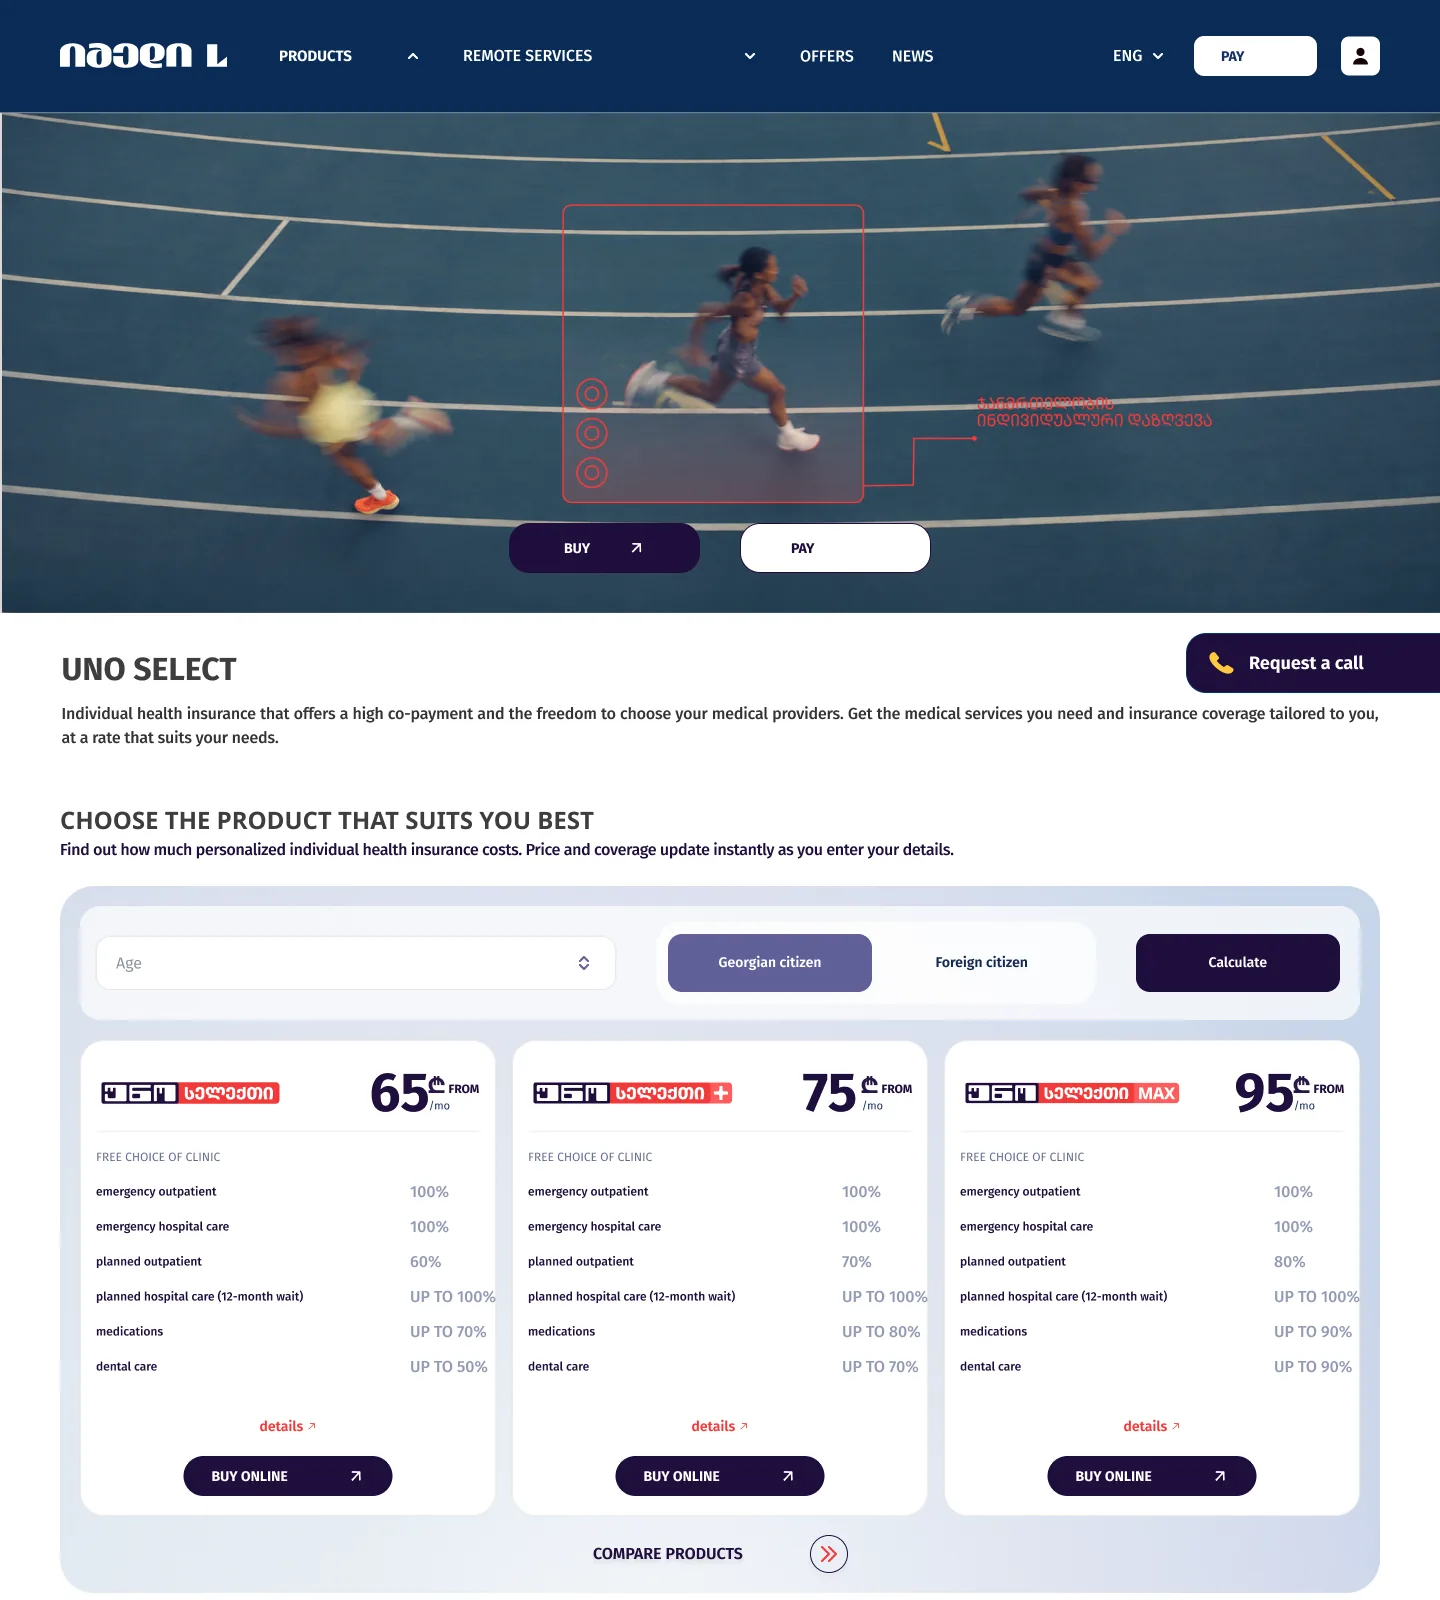 PRODUCTS
REMOTE SERVICES
OFFERS
NEWS
ENG
PAY
ჯანმრთელობის
ინდივიდუალური დაზღვევა
BUY
PAY
UNO SELECT
Request a call
Individual health insurance that offers a high co-payment and the freedom to choose your medical providers. Get the medical services you need and insurance coverage tailored to you,
at a rate that suits your needs.
CHOOSE THE PRODUCT THAT SUITS YOU BEST
Find out how much personalized individual health insurance costs. Price and coverage update instantly as you enter your details.
Age
Georgian citizen
Foreign citizen
Calculate
უნო სელექთი
65₾ FROM
/mo
FREE CHOICE OF CLINIC
emergency outpatient 100%
emergency hospital care 100%
planned outpatient 60%
planned hospital care (12-month wait) UP TO 100%
medications UP TO 70%
dental care UP TO 50%
details
BUY ONLINE
უნო სელექთი +
75₾ FROM
/mo
FREE CHOICE OF CLINIC
emergency outpatient 100%
emergency hospital care 100%
planned outpatient 70%
planned hospital care (12-month wait) UP TO 100%
medications UP TO 80%
dental care UP TO 70%
details
BUY ONLINE
უნო სელექთი MAX
95₾ FROM
/mo
FREE CHOICE OF CLINIC
emergency outpatient 100%
emergency hospital care 100%
planned outpatient 80%
planned hospital care (12-month wait) UP TO 100%
medications UP TO 90%
dental care UP TO 90%
details
BUY ONLINE
COMPARE PRODUCTS